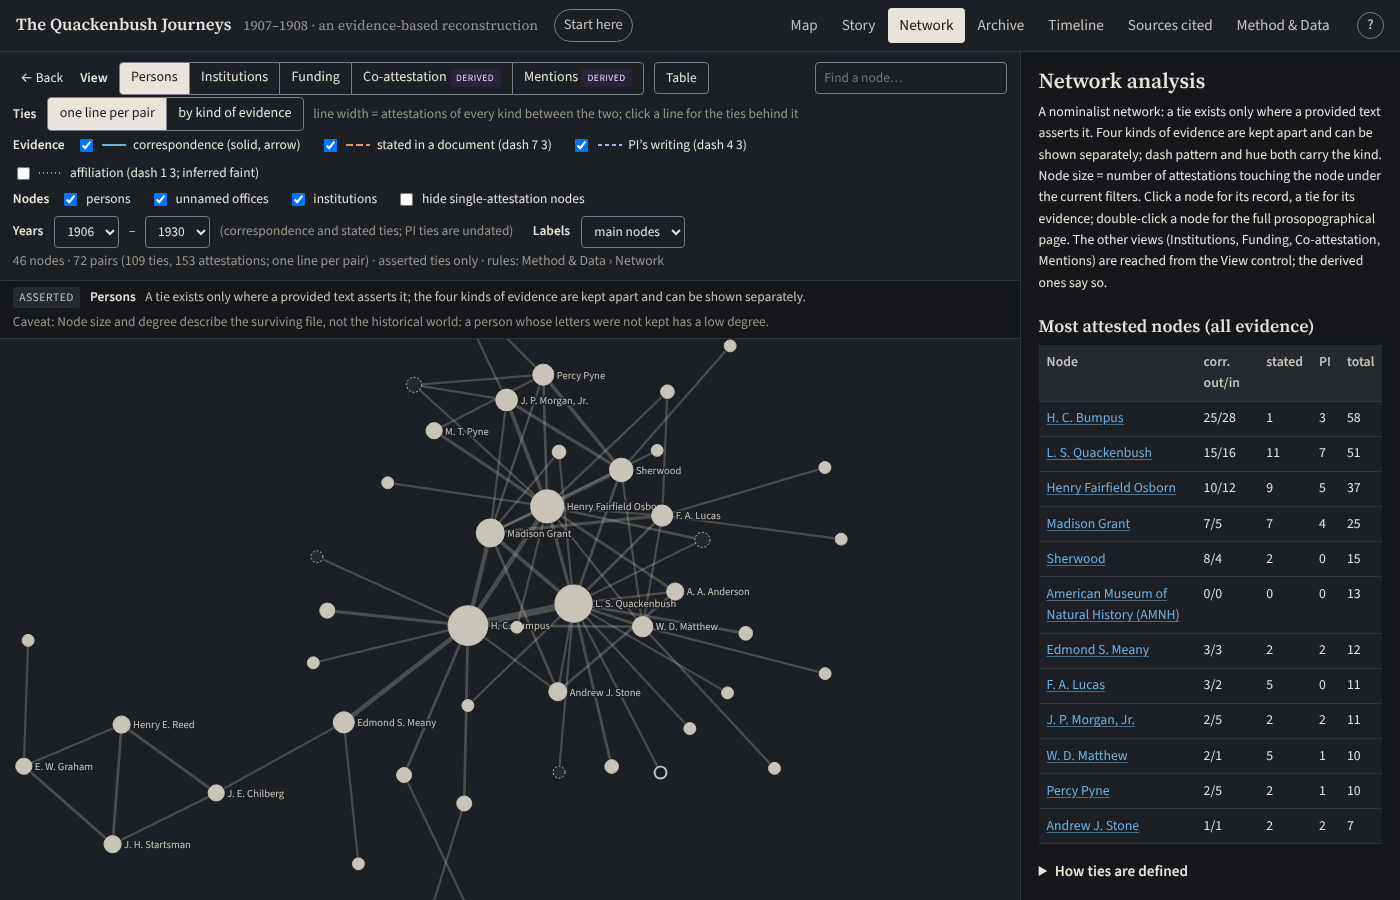 The Quackenbush Journeys 1907–1908 · an evidence-based reconstruction Start here Map Story Network Archive Timeline Sources cited Method & Data ?
← Back View Persons Institutions Funding Co-attestation DERIVED Mentions DERIVED Table Find a node…
Ties one line per pair by kind of evidence line width = attestations of every kind between the two; click a line for the ties behind it
Evidence correspondence (solid, arrow) stated in a document (dash 7 3) PI's writing (dash 4 3)
affiliation (dash 1 3; inferred faint)
Nodes persons unnamed offices institutions hide single-attestation nodes
Years 1906 – 1930 (correspondence and stated ties; PI ties are undated) Labels main nodes
46 nodes · 72 pairs (109 ties, 153 attestations; one line per pair) · asserted ties only · rules: Method & Data › Network
ASSERTED Persons A tie exists only where a provided text asserts it; the four kinds of evidence are kept apart and can be shown separately.
Caveat: Node size and degree describe the surviving file, not the historical world: a person whose letters were not kept has a low degree.
Percy Pyne
J. P. Morgan, Jr.
M. T. Pyne
Sherwood
Henry Fairfield Osborn
F. A. Lucas
Madison Grant
A. A. Anderson
L. S. Quackenbush
H. C. Bumpus
W. D. Matthew
Andrew J. Stone
Edmond S. Meany
Henry E. Reed
E. W. Graham
J. E. Chilberg
J. H. Startsman
Network analysis
A nominalist network: a tie exists only where a provided text
asserts it. Four kinds of evidence are kept apart and can be
shown separately; dash pattern and hue both carry the kind.
Node size = number of attestations touching the node under
the current filters. Click a node for its record, a tie for its
evidence; double-click a node for the full prosopographical
page. The other views (Institutions, Funding, Co-attestation,
Mentions) are reached from the View control; the derived
ones say so.
Most attested nodes (all evidence)
Node corr. out/in stated PI total
H. C. Bumpus 25/28 1 3 58
L. S. Quackenbush 15/16 11 7 51
Henry Fairfield Osborn 10/12 9 5 37
Madison Grant 7/5 7 4 25
Sherwood 8/4 2 0 15
American Museum of Natural History (AMNH) 0/0 0 0 13
Edmond S. Meany 3/3 2 2 12
F. A. Lucas 3/2 5 0 11
J. P. Morgan, Jr. 2/5 2 2 11
W. D. Matthew 2/1 5 1 10
Percy Pyne 2/5 2 1 10
Andrew J. Stone 1/1 2 2 7
▶ How ties are defined